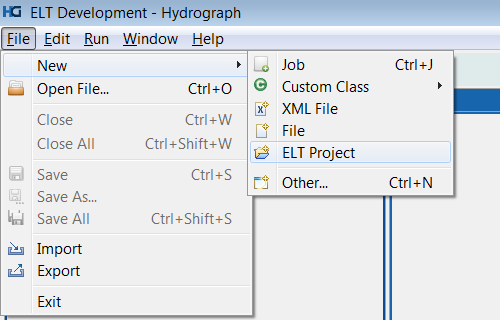 HG ELT Development - Hydrograph
File Edit Run Window Help
New
Open File... Ctrl+O
Close Ctrl+W
Close All Ctrl+Shift+W
Save Ctrl+S
Save As...
Save All Ctrl+Shift+S
Import
Export
Exit
Job Ctrl+J
Custom Class
XML File
File
ELT Project
Other... Ctrl+N